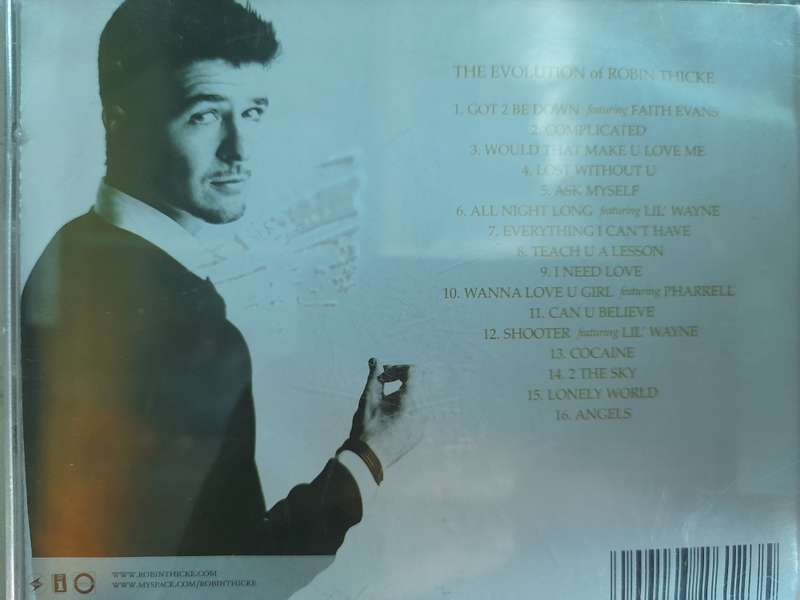 THE EVOLUTION of ROBIN THICKE
1. GOT 2 BE DOWN featuring FAITH EVANS
2. COMPLICATED
3. WOULD THAT MAKE U LOVE ME
4. LOST WITHOUT U
5. ASK MYSELF
6. ALL NIGHT LONG featuring LIL' WAYNE
7. EVERYTHING I CAN'T HAVE
8. TEACH U A LESSON
9. I NEED LOVE
10. WANNA LOVE U GIRL featuring PHARRELL
11. CAN U BELIEVE
12. SHOOTER featuring LIL' WAYNE
13. COCAINE
14. 2 THE SKY
15. LONELY WORLD
16. ANGELS
WWW.ROBINTHICKE.COM
WWW.MYSPACE.COM/ROBINTHICKE